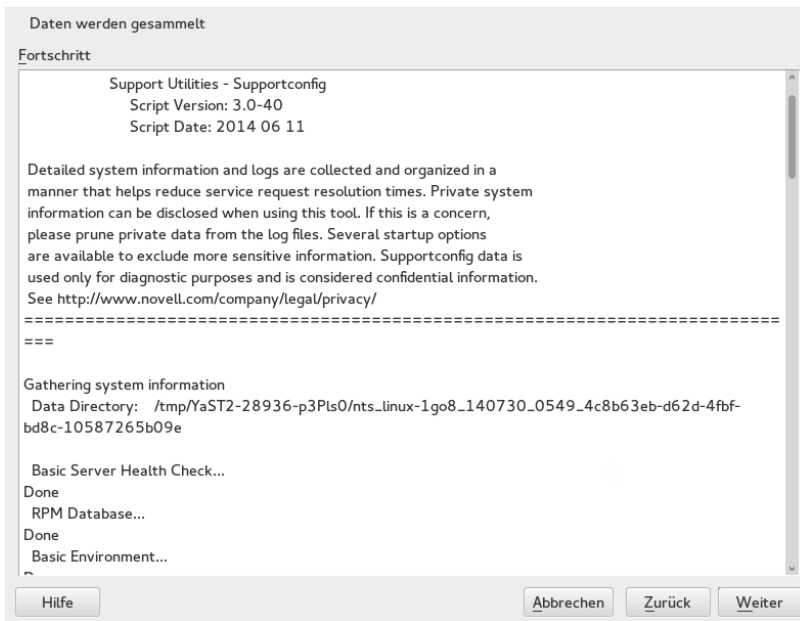 Daten werden gesammelt
Fortschritt
Support Utilities - Supportconfig
Script Version: 3.0-40
Script Date: 2014 06 11
Detailed system information and logs are collected and organized in a
manner that helps reduce service request resolution times. Private system
information can be disclosed when using this tool. If this is a concern,
please prune private data from the log files. Several startup options
are available to exclude more sensitive information. Supportconfig data is
used only for diagnostic purposes and is considered confidential information.
See http://www.novell.com/company/legal/privacy/
==========================================================================
===
Gathering system information
Data Directory: /tmp/YaST2-28936-p3Pls0/nts_linux-1go8_140730_0549_4c8b63eb-d62d-4fbf-
bd8c-10587265b09e
Basic Server Health Check...
Done
RPM Database...
Done
Basic Environment...
Hilfe
Abbrechen
Zurück
Weiter